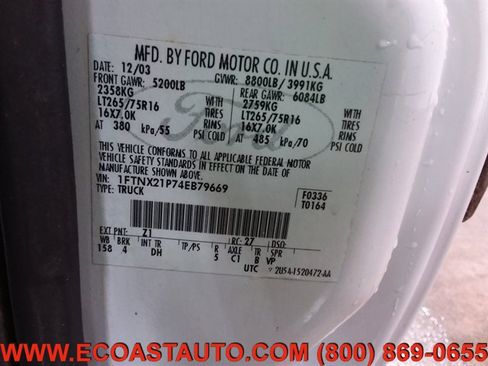 MFD. BY FORD MOTOR CO. IN U.S.A.
DATE: 12/03 GVWR: 8800LB/ 3991KG
FRONT GAWR: 5200LB REAR GAWR: 6084LB
2358KG WITH 2759KG WITH
LT265/75R16 TIRES LT265/75R16 TIRES
16X7.0K RIMS 16X7.0K RIMS
AT 380 kPa/55 PSI COLD AT 485 kPa/70 PSI COLD
Ford
THIS VEHICLE CONFORMS TO ALL APPLICABLE FEDERAL MOTOR
VEHICLE SAFETY STANDARDS IN EFFECT ON THE DATE OF
MANUFACTURE SHOWN ABOVE.
VIN: 1FTNX21P74EB79669 F0336
TYPE: TRUCK T0164
EXT PNT: Z1 RC: 27 DSO:
WB BRK INT TR TP/PS R AXLE TR SPR
158 4 DH 5 C1 B VP
UTC 2U5A-1520472-AA
WWW.ECOASTAUTO.COM (800) 869-0655